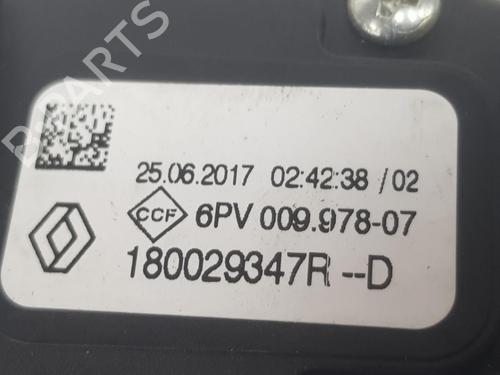 B-PARTS
25.06.2017 02:42:38 /02
CCF 6PV 009.978-07
180029347R --D